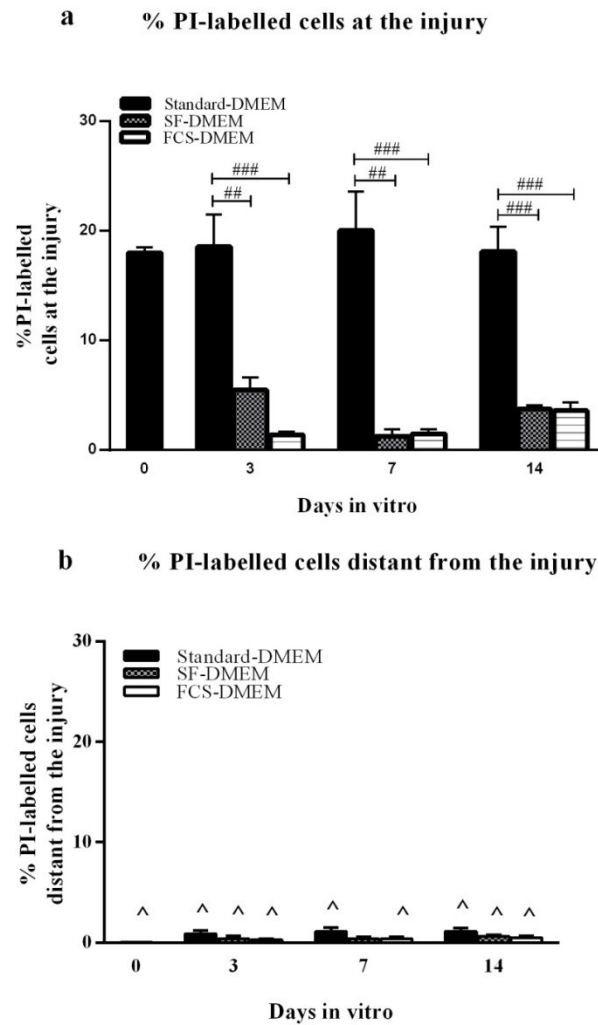 a % PI-labelled cells at the injury
Standard-DMEM
SF-DMEM
FCS-DMEM
30
20
10
0
%PI-labelled
cells at the injury
###
##
###
##
###
###
0 3 7 14
Days in vitro
b % PI-labelled cells distant from the injury
Standard-DMEM
SF-DMEM
FCS-DMEM
30
20
10
0
% PI-labelled cells
distant from the injury
^ ^ ^ ^ ^ ^ ^ ^ ^
0 3 7 14
Days in vitro